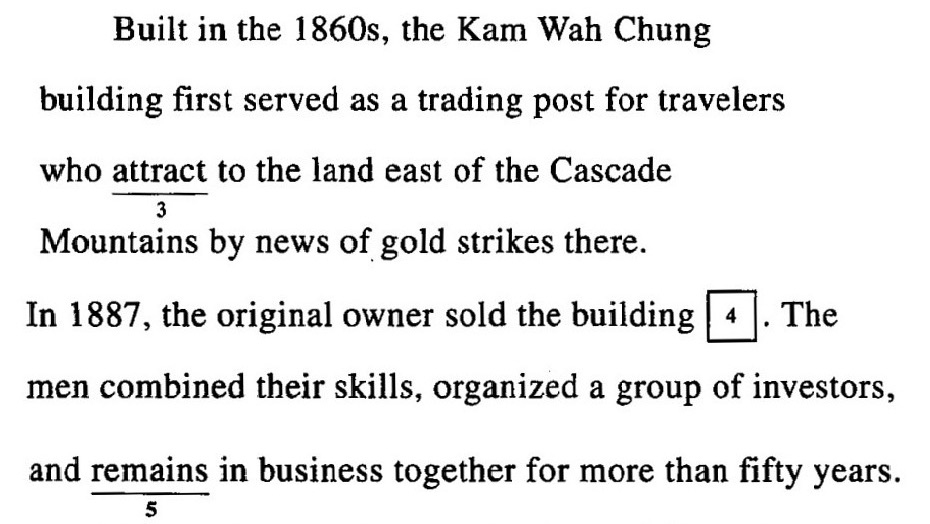 Built in the 1860s, the Kam Wah Chung
building first served as a trading post for travelers
who attract to the land east of the Cascade
3
Mountains by news of gold strikes there.
In 1887, the original owner sold the building 4. The
men combined their skills, organized a group of investors,
and remains in business together for more than fifty years.
5